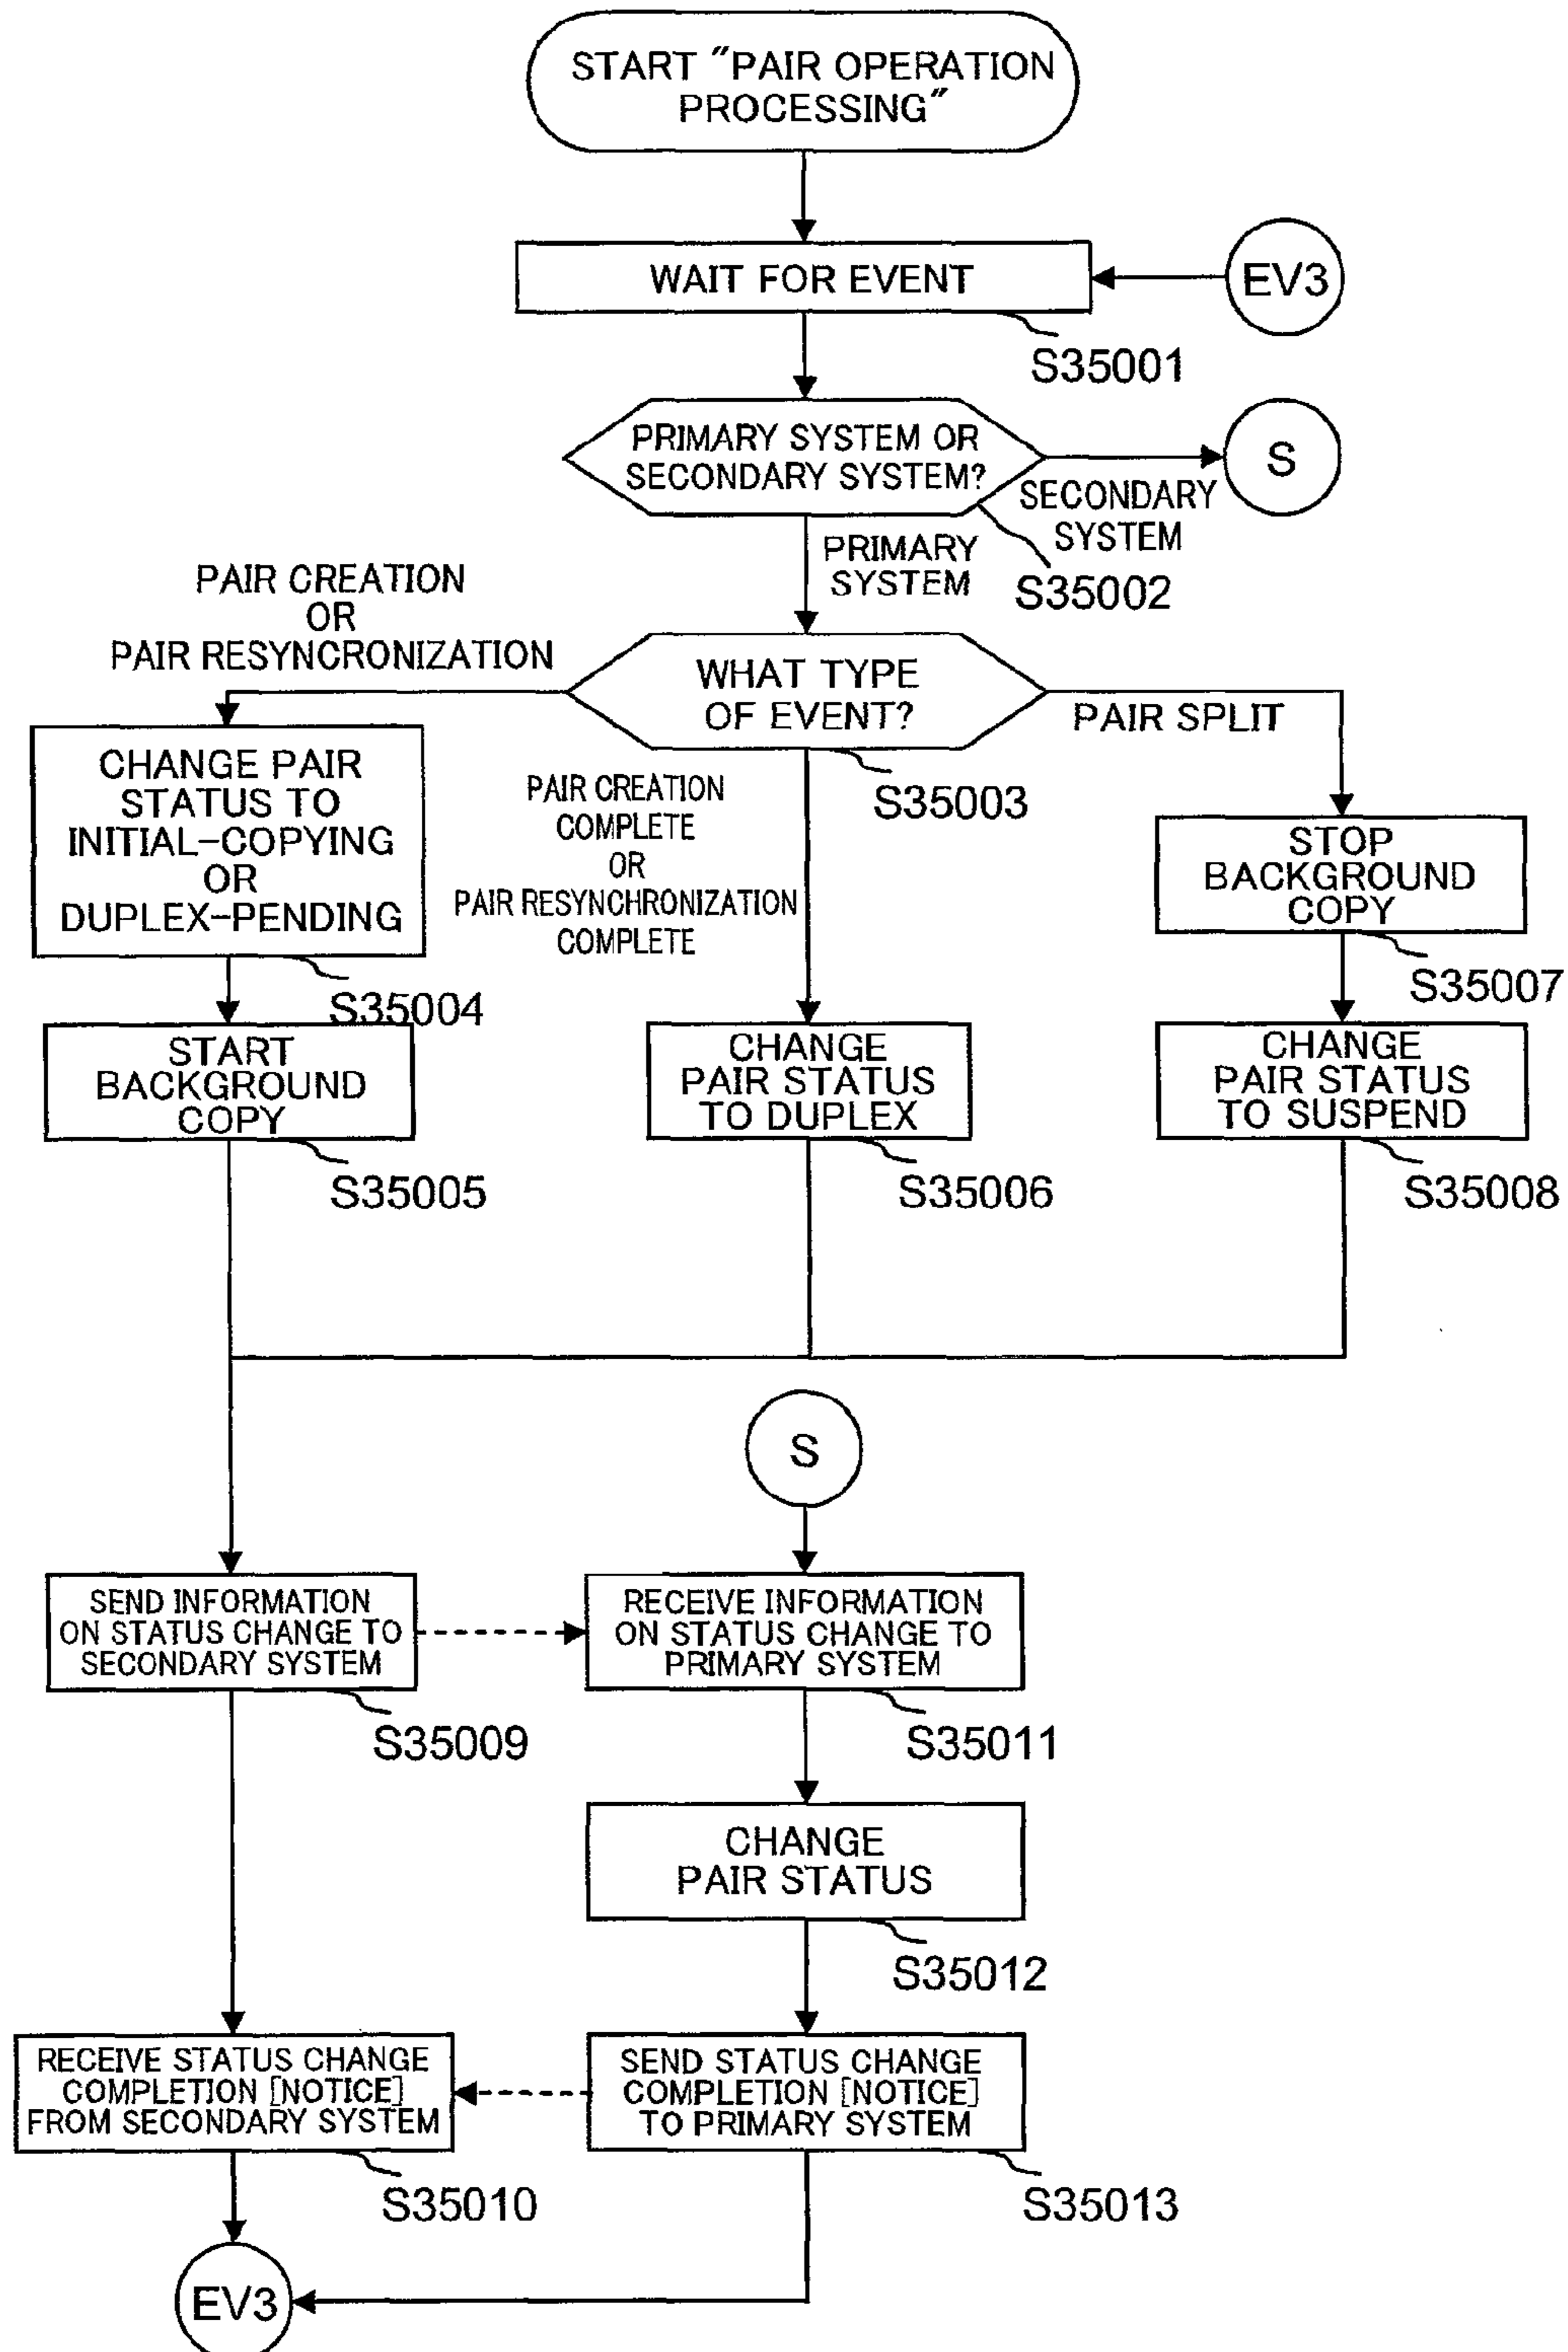 START "PAIR OPERATION
PROCESSING"
WAIT FOR EVENT
EV3
S35001
PRIMARY SYSTEM OR
SECONDARY SYSTEM?
S
SECONDARY
SYSTEM
PRIMARY
SYSTEM
S35002
PAIR CREATION
OR
PAIR RESYNCRONIZATION
WHAT TYPE
OF EVENT?
PAIR SPLIT
S35003
CHANGE PAIR
STATUS TO
INITIAL-COPYING
OR
DUPLEX-PENDING
S35004
PAIR CREATION
COMPLETE
OR
PAIR RESYNCHRONIZATION
COMPLETE
STOP
BACKGROUND
COPY
S35007
START
BACKGROUND
COPY
S35005
CHANGE
PAIR STATUS
TO DUPLEX
S35006
CHANGE
PAIR STATUS
TO SUSPEND
S35008
S
SEND INFORMATION
ON STATUS CHANGE TO
SECONDARY SYSTEM
S35009
RECEIVE INFORMATION
ON STATUS CHANGE TO
PRIMARY SYSTEM
S35011
CHANGE
PAIR STATUS
S35012
RECEIVE STATUS CHANGE
COMPLETION [NOTICE]
FROM SECONDARY SYSTEM
S35010
SEND STATUS CHANGE
COMPLETION [NOTICE]
TO PRIMARY SYSTEM
S35013
EV3